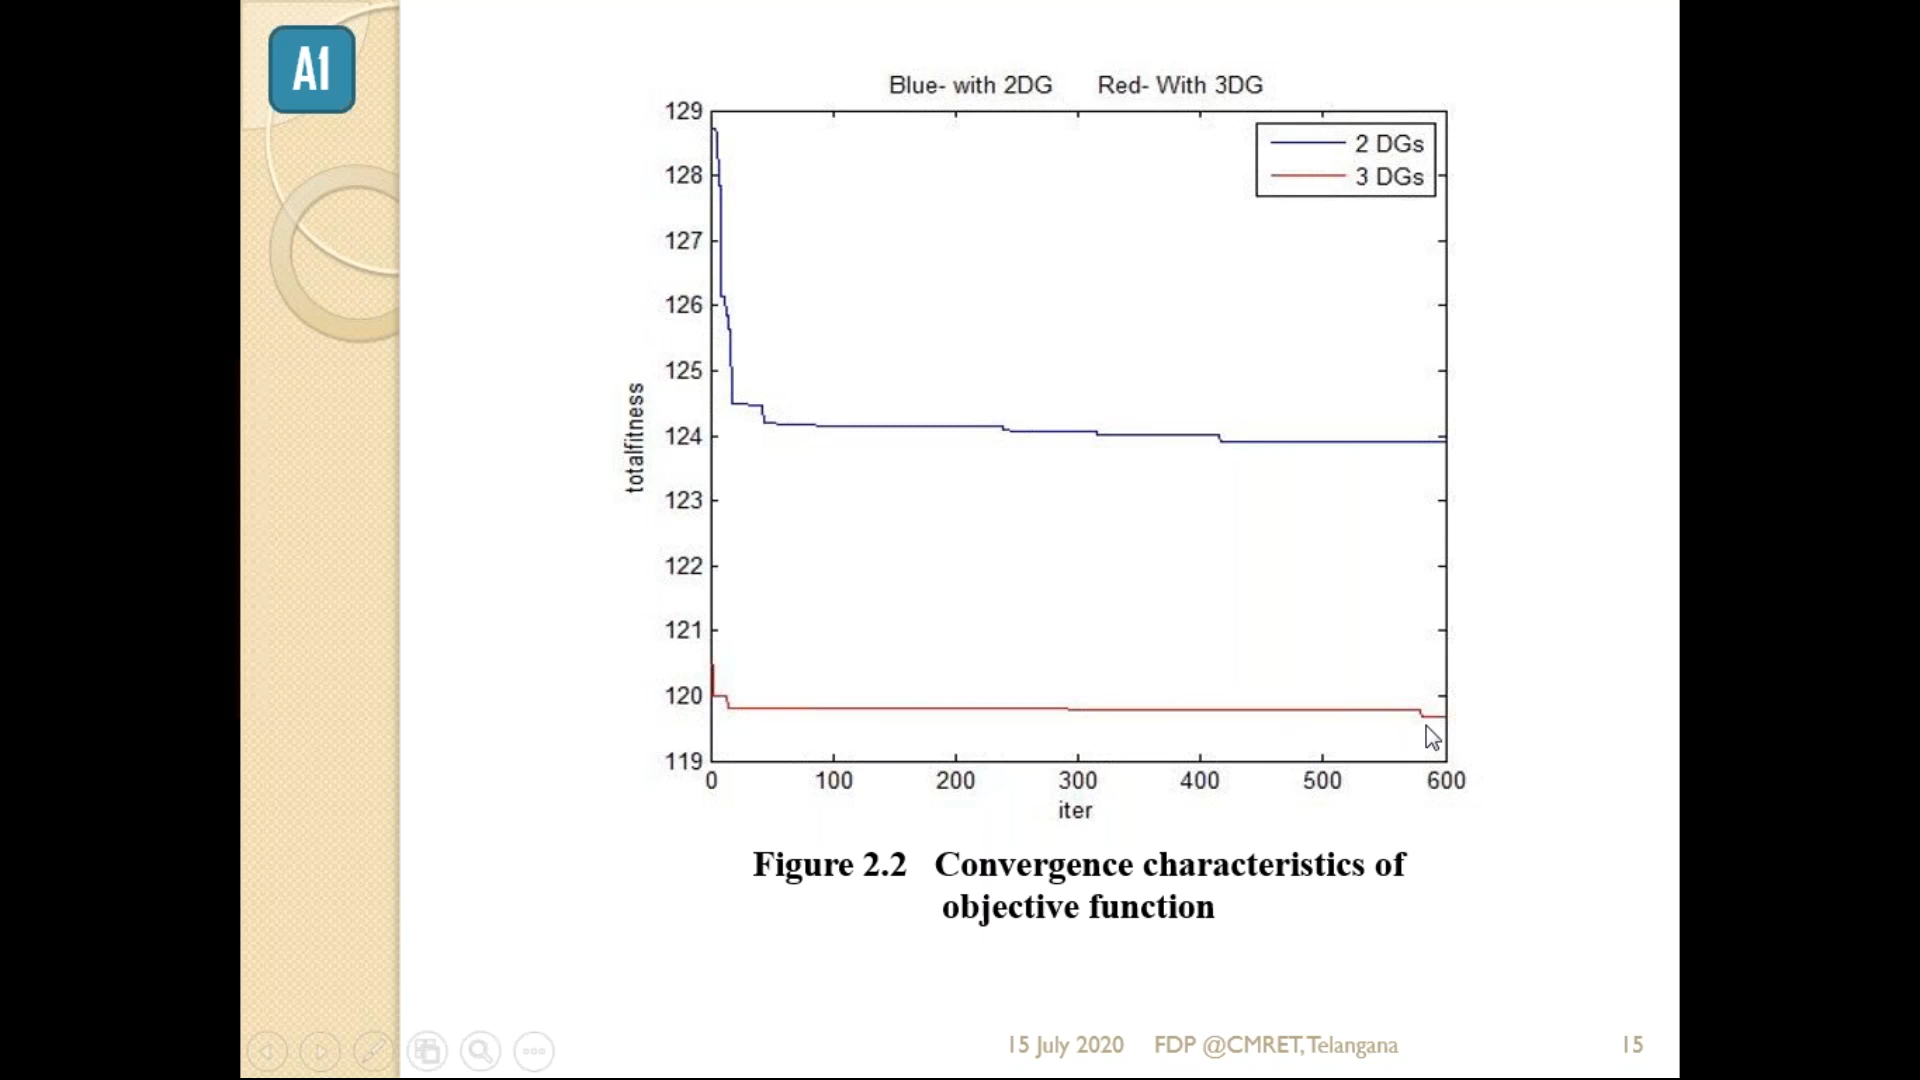 A1
Blue- with 2DG Red- With 3DG
129
2 DGs
3 DGs
128
127
126
125
124
123
122
121
120
119
totalfitness
0 100 200 300 400 500 600
iter
Figure 2.2 Convergence characteristics of
objective function
15 July 2020 FDP @CMRET, Telangana 15